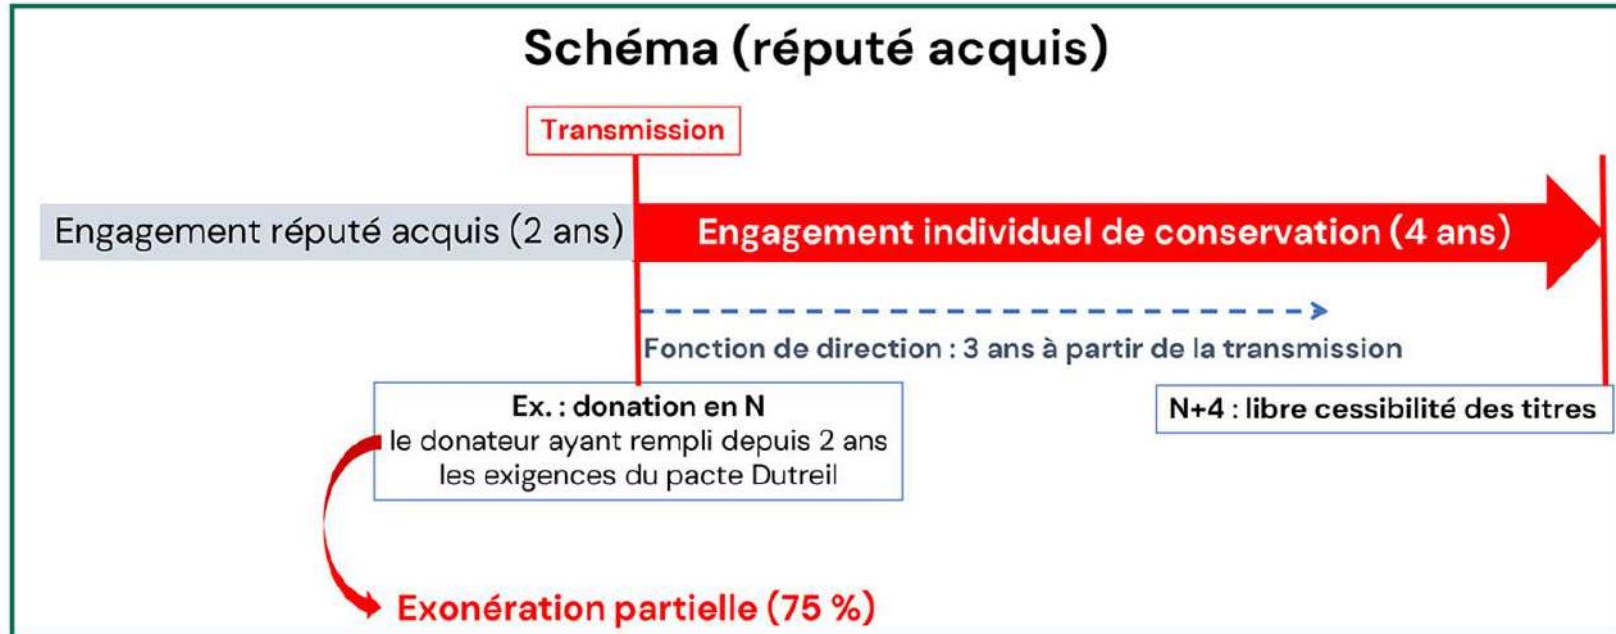 Schéma (réputé acquis)
Transmission
Engagement réputé acquis (2 ans)
Engagement individuel de conservation (4 ans)
Fonction de direction : 3 ans à partir de la transmission
Ex. : donation en N
le donateur ayant rempli depuis 2 ans
les exigences du pacte Dutreil
N+4 : libre cessibilité des titres
Exonération partielle (75 %)